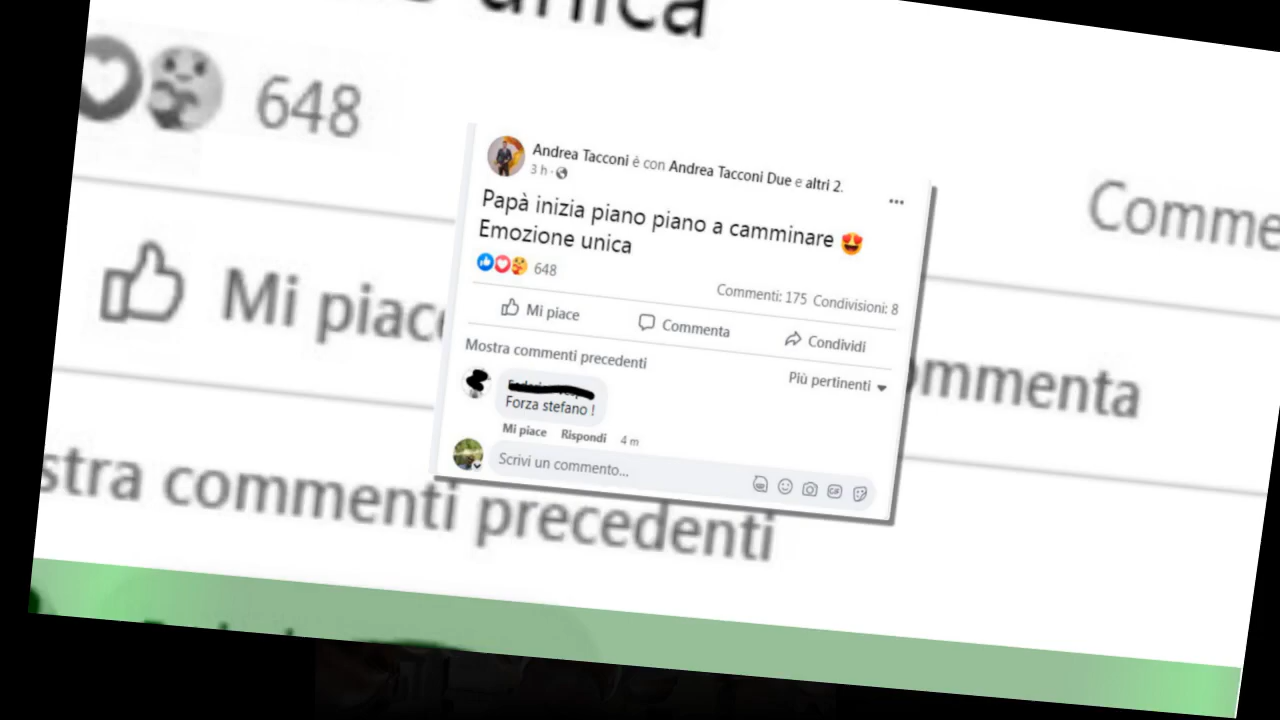 unica
648
Comme
Mi piace
ommenta
stra commenti precedenti
Andrea Tacconi è con Andrea Tacconi Due e altri 2.
3 h ·
Papà inizia piano piano a camminare 😍
Emozione unica
648
Commenti: 175 Condivisioni: 8
Mi piace Commenta Condividi
Mostra commenti precedenti
Più pertinenti
Forza stefano !
Mi piace Rispondi 4 m
Scrivi un commento...
GIF